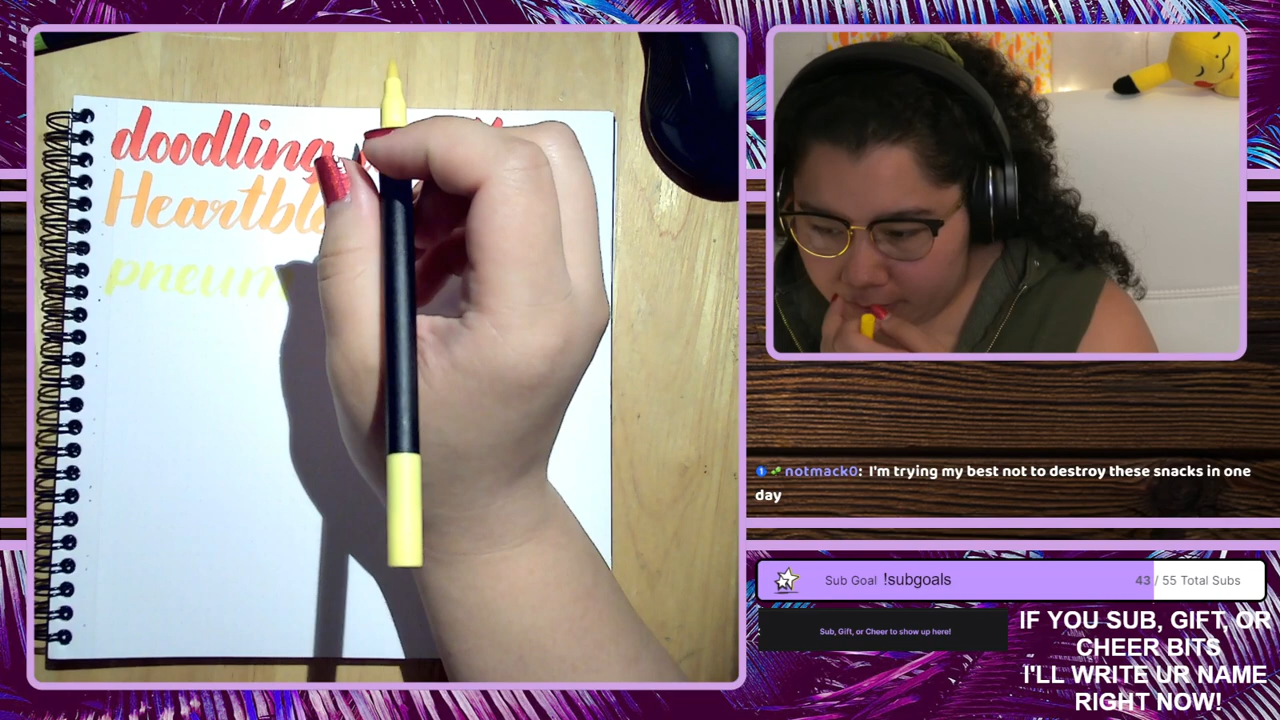 doodling
Heartbl
pneum
notmack0: I'm trying my best not to destroy these snacks in one
day
Sub Goal !subgoals 43 / 55 Total Subs
Sub, Gift, or Cheer to show up here!
IF YOU SUB, GIFT, OR
CHEER BITS
I'LL WRITE UR NAME
RIGHT NOW!